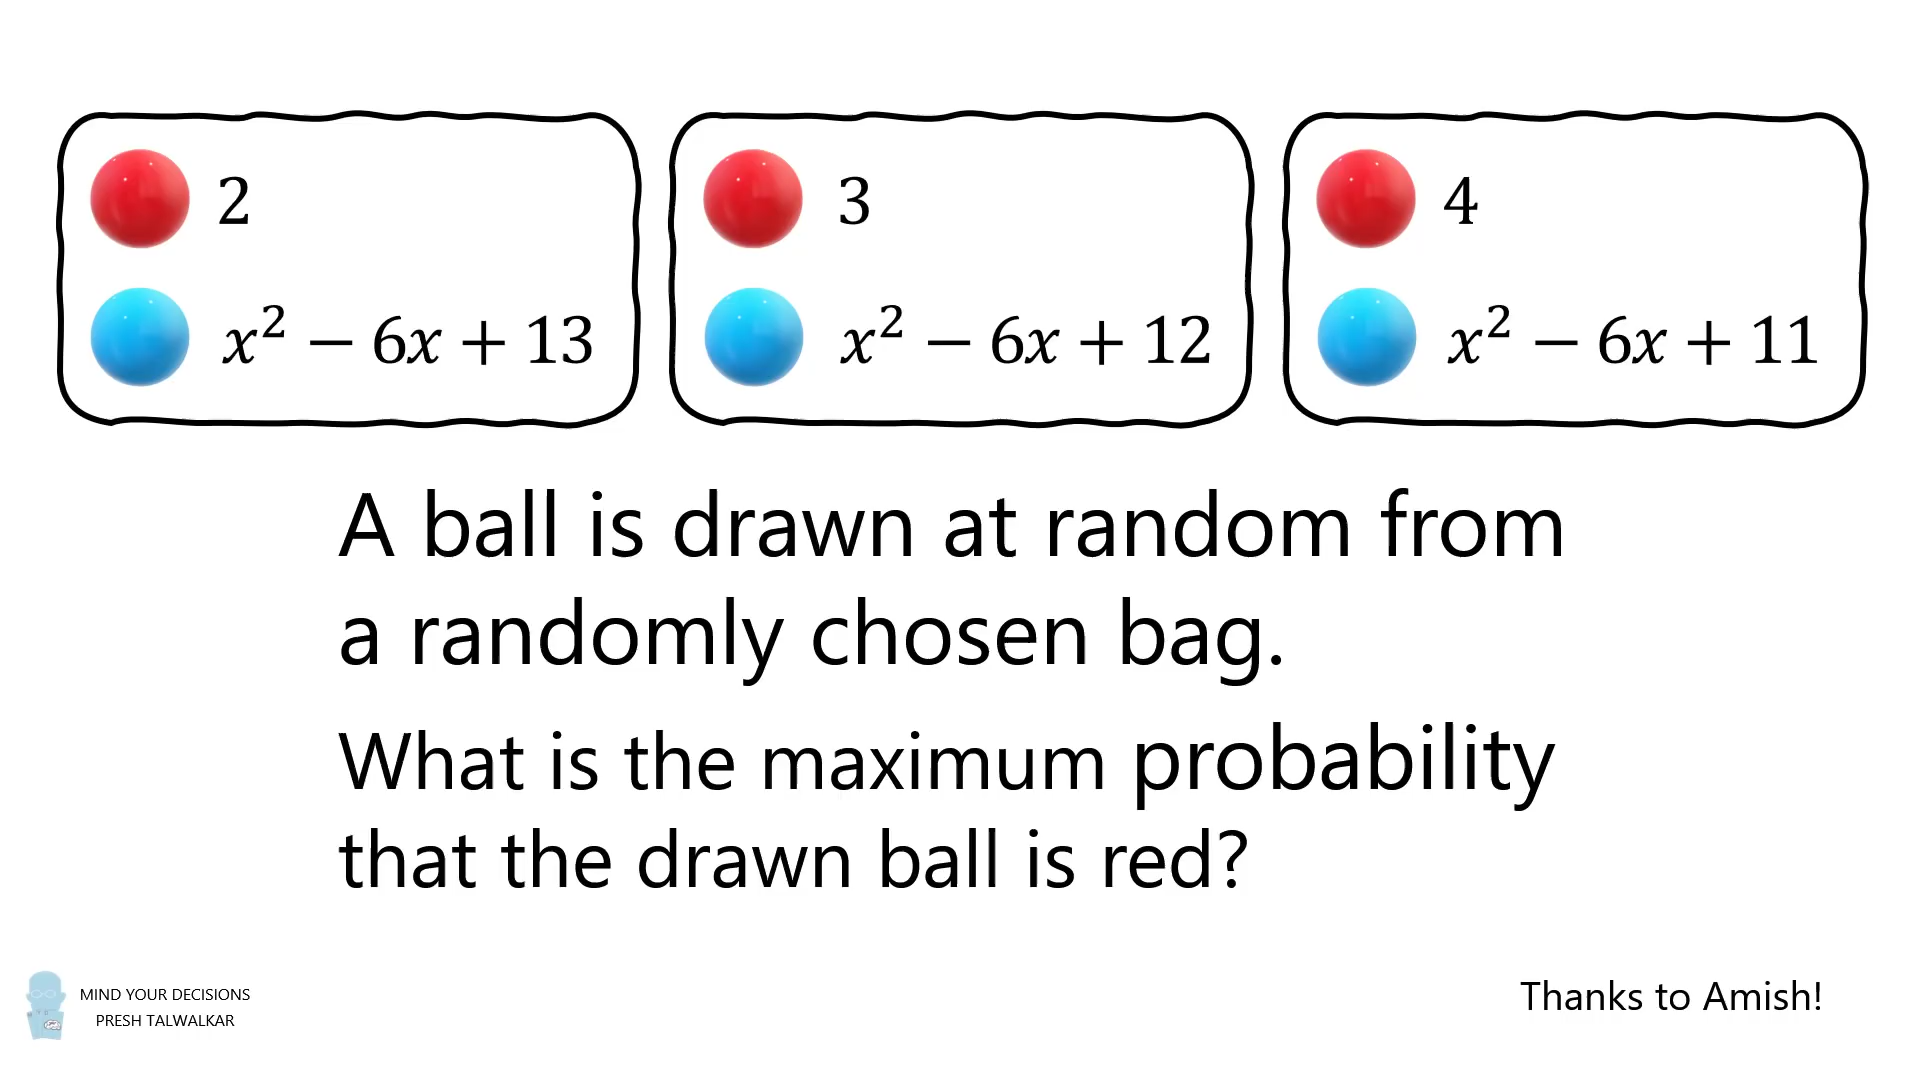 2
3
4
x² − 6x + 13
x² − 6x + 12
x² − 6x + 11
A ball is drawn at random from
a randomly chosen bag.
What is the maximum probability
that the drawn ball is red?
MIND YOUR DECISIONS
PRESH TALWALKAR
Thanks to Amish!